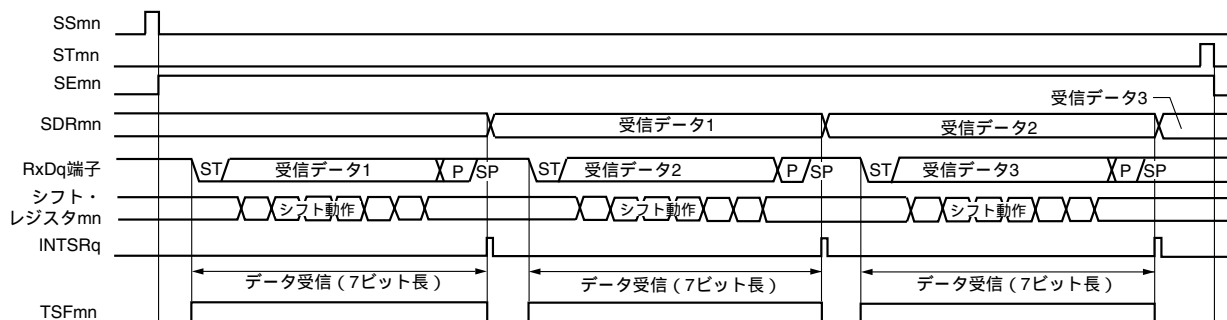 SSmn
STmn
SEmn
受信データ3
SDRmn
受信データ1
受信データ2
RxDq端子
ST
受信データ1
P
SP
ST
受信データ2
P
SP
ST
受信データ3
P
SP
シフト・
レジスタmn
シフト動作
シフト動作
シフト動作
INTSRq
データ受信(7ビット長)
データ受信(7ビット長)
データ受信(7ビット長)
TSFmn